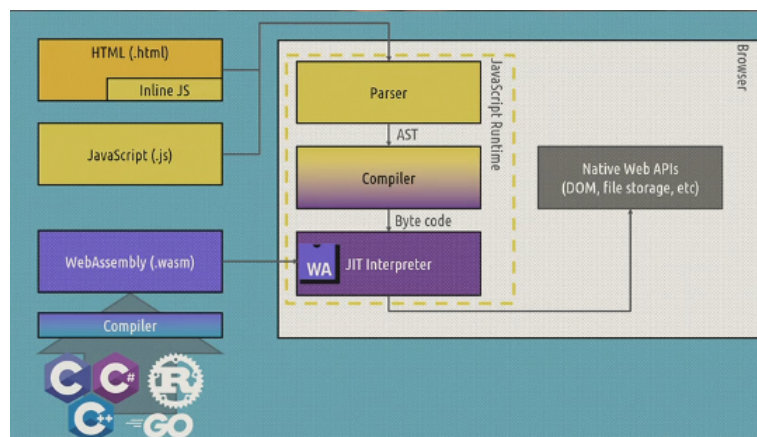 HTML (.html)
Inline JS
JavaScript (.js)
WebAssembly (.wasm)
Compiler
C
C#
R
C++
GO
Browser
JavaScript Runtime
Parser
AST
Compiler
Byte code
WA
JIT Interpreter
Native Web APIs
(DOM, file storage, etc)